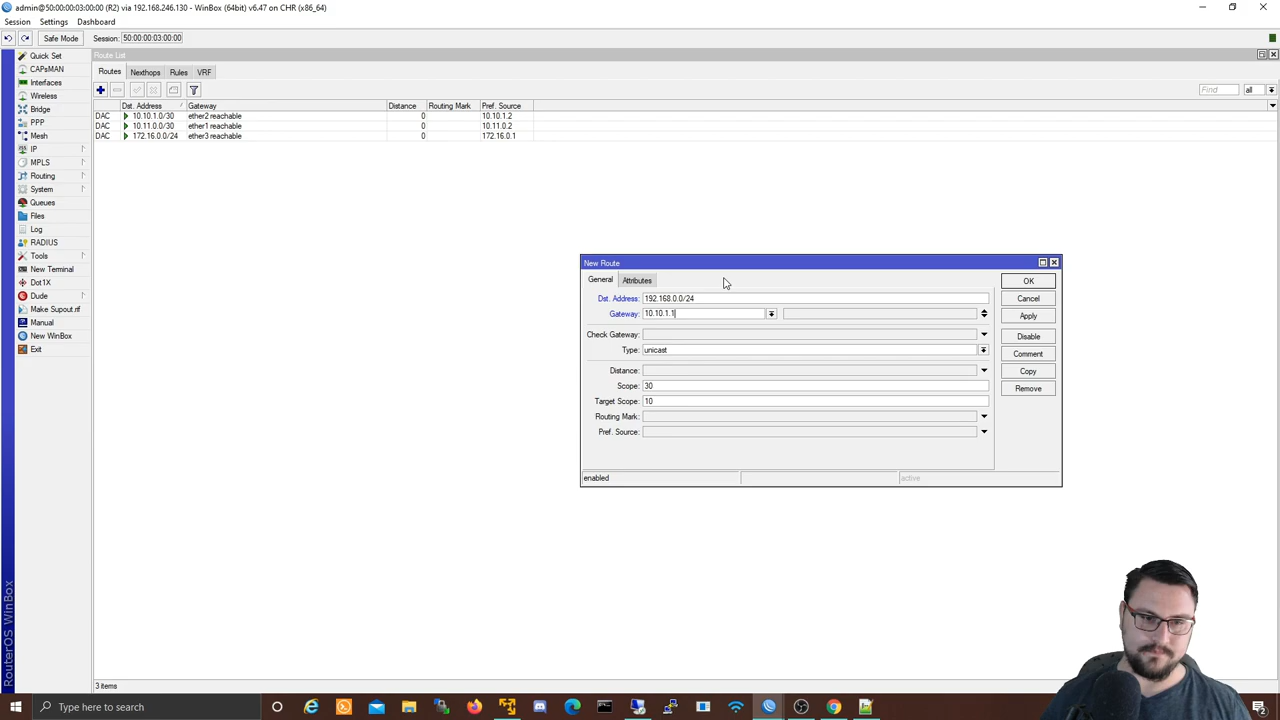 admin@50:00:00:03:00:00 (R2) via 192.168.246.130 - WinBox (64bit) v6.47 on CHR (x86_64)
Session Settings Dashboard
Safe Mode Session: 50:00:00:03:00:00
Quick Set
CAPsMAN
Interfaces
Wireless
Bridge
PPP
Mesh
IP
MPLS
Routing
System
Queues
Files
Log
RADIUS
Tools
New Terminal
Dot1X
Dude
Make Supout.rif
Manual
New WinBox
Exit
RouterOS WinBox
Route List
Routes Nexthops Rules VRF
Find all
Dst. Address Gateway Distance Routing Mark Pref. Source
DAC 10.10.1.0/30 ether2 reachable 0 10.10.1.2
DAC 10.11.0.0/30 ether1 reachable 0 10.11.0.2
DAC 172.16.0.0/24 ether3 reachable 0 172.16.0.1
New Route
General Attributes
Dst. Address: 192.168.0.0/24
Gateway: 10.10.1.1
Check Gateway:
Type: unicast
Distance:
Scope: 30
Target Scope: 10
Routing Mark:
Pref. Source:
OK
Cancel
Apply
Disable
Comment
Copy
Remove
enabled active
3 items
Type here to search